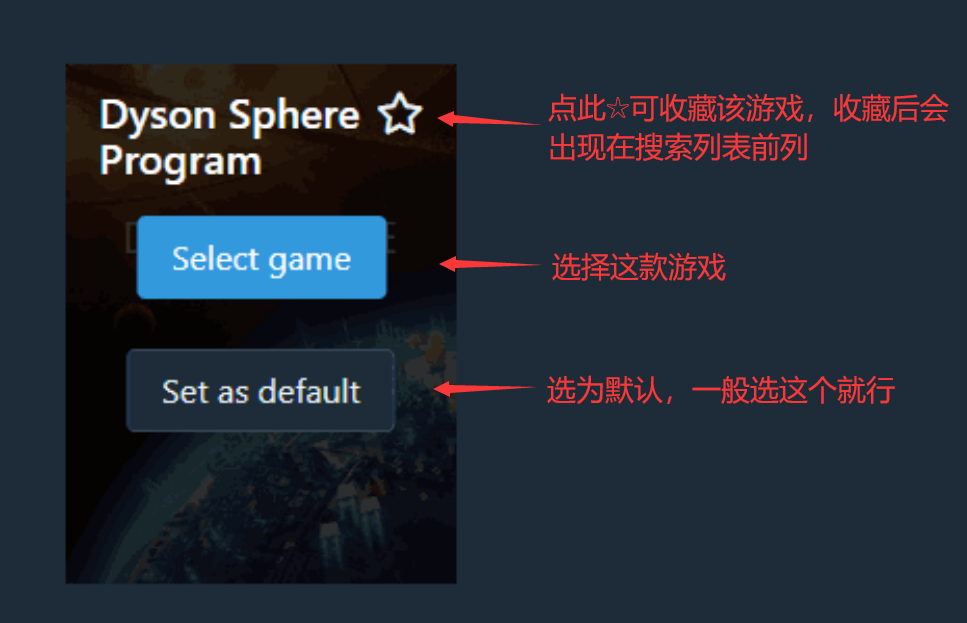 Dyson Sphere ☆
Program
点此☆可收藏该游戏，收藏后会
出现在搜索列表前列
Select game
选择这款游戏
Set as default
选为默认，一般选这个就行